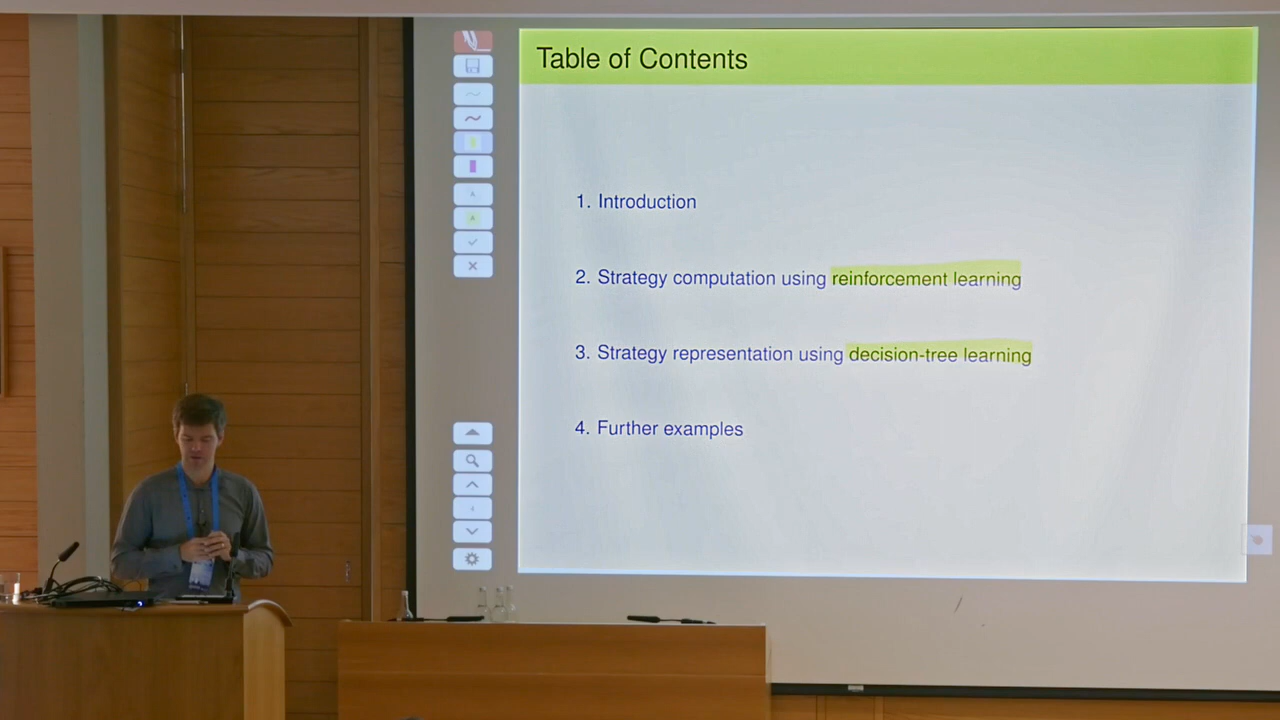 Table of Contents
1. Introduction
2. Strategy computation using reinforcement learning
3. Strategy representation using decision-tree learning
4. Further examples